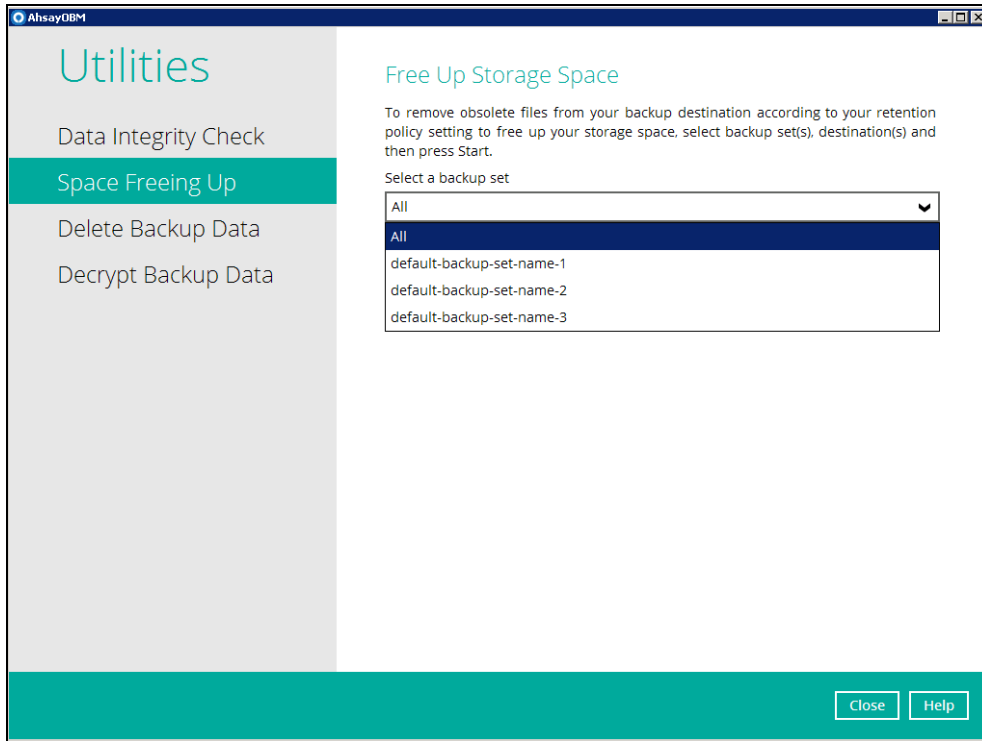 AhsayOBM
Utilities
Data Integrity Check
Space Freeing Up
Delete Backup Data
Decrypt Backup Data
Free Up Storage Space
To remove obsolete files from your backup destination according to your retention
policy setting to free up your storage space, select backup set(s), destination(s) and
then press Start.
Select a backup set
All
All
default-backup-set-name-1
default-backup-set-name-2
default-backup-set-name-3
Close
Help